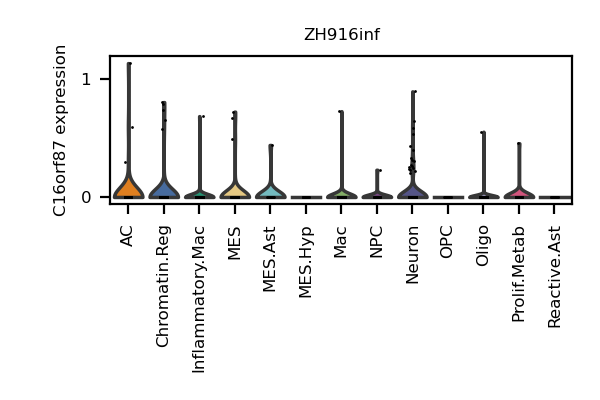 ZH916inf
C16orf87 expression
1
0
AC
Chromatin.Reg
Inflammatory.Mac
MES
MES.Ast
MES.Hyp
Mac
NPC
Neuron
OPC
Oligo
Prolif.Metab
Reactive.Ast